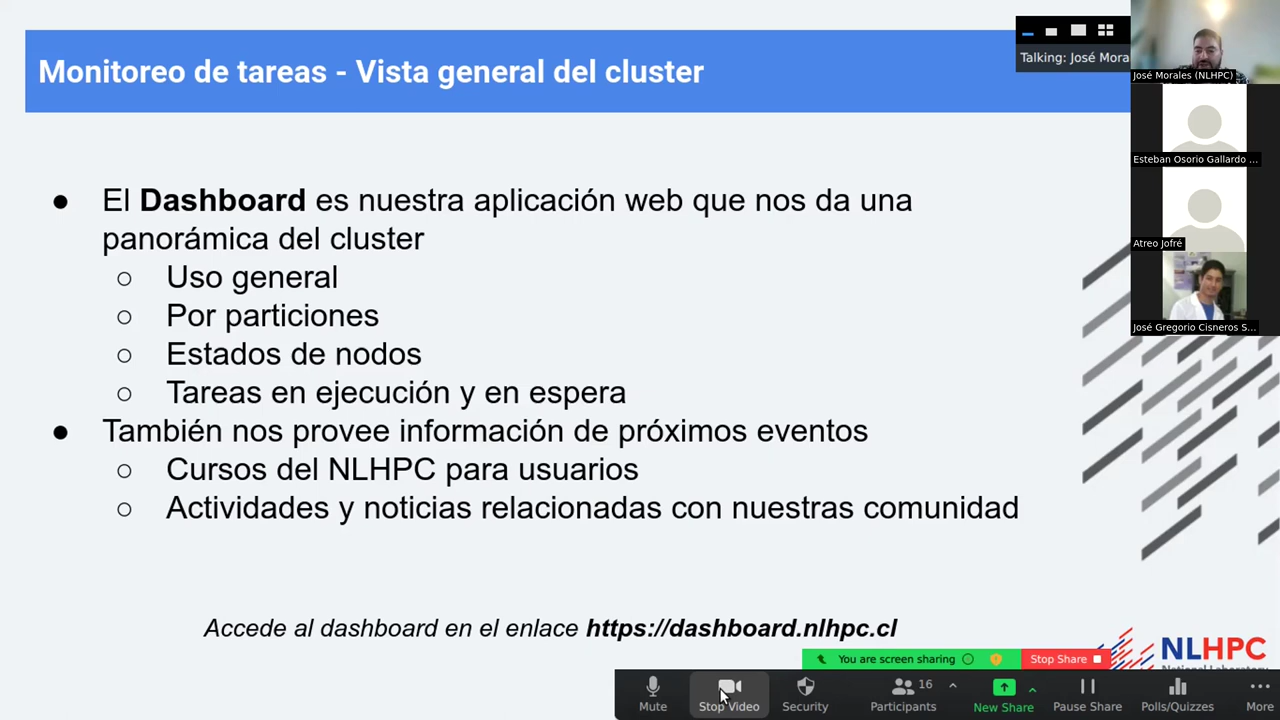 Monitoreo de tareas - Vista general del cluster
Talking: José Mora
José Morales (NLHPC)
Esteban Osorio Gallardo ...
Atreo Jofré
José Gregorio Cisneros S...
● El Dashboard es nuestra aplicación web que nos da una
panorámica del cluster
○ Uso general
○ Por particiones
○ Estados de nodos
○ Tareas en ejecución y en espera
● También nos provee información de próximos eventos
○ Cursos del NLHPC para usuarios
○ Actividades y noticias relacionadas con nuestras comunidad
Accede al dashboard en el enlace https://dashboard.nlhpc.cl
NLHPC
National Laboratory
You are screen sharing
Stop Share
Mute
Stop Video
Security
Participants
16
New Share
Pause Share
Polls/Quizzes
More